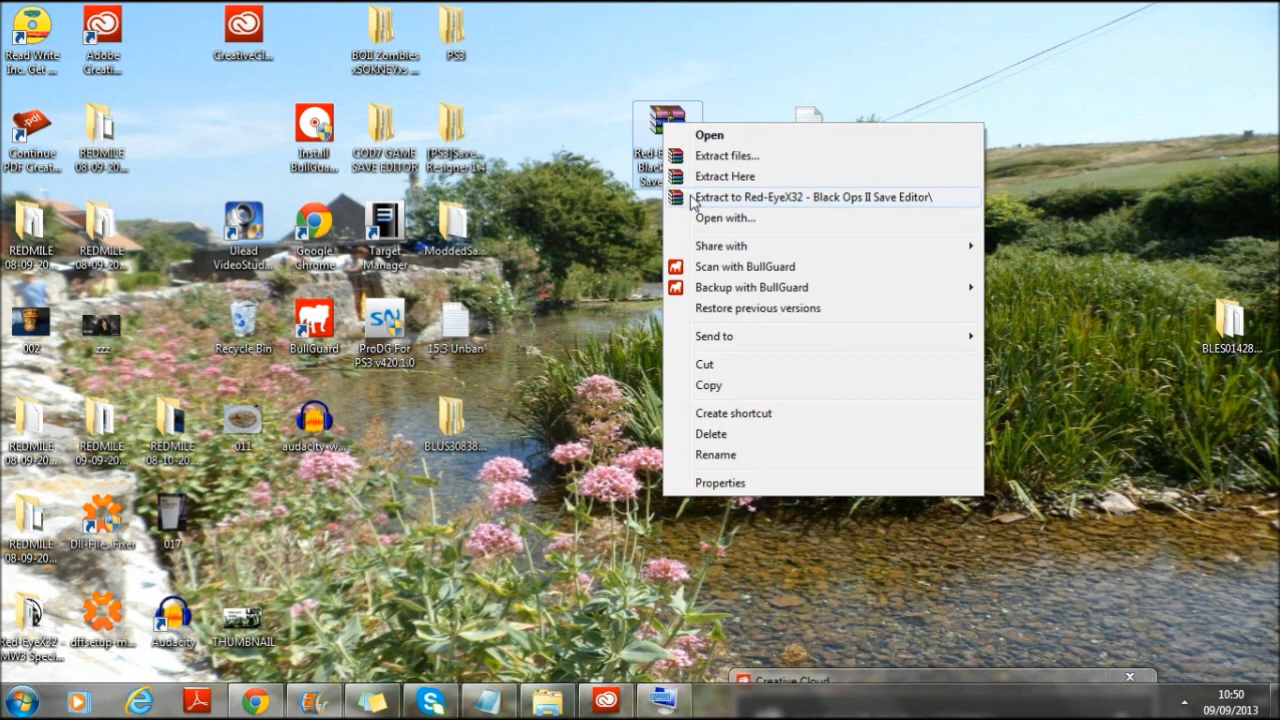 Read Write
Inc. Get ...
Adobe
Creati...
CreativeCl...
BOII Zombies
xSOKNEYxs ...
PS3
Continue
PDF Creat...
REDMILE
08-09-20...
Install
BullGua...
COD7 GAME
SAVE EDITOR
[PS3]Save...
Resigner 1.4
Red-E
Black
Save
REDMILE
08-09-20...
REDMILE
08-09-20...
Ulead
VideoStud...
Google
Chrome
Target
Manager
ModdedSa...
002
zzz
Recycle Bin
BullGuard
ProDG For
PS3 v420.1.0
15.3 Unban
BLES01428...
REDMILE
08-09-20...
REDMILE
09-09-20...
REDMILE
08-10-20...
011
audacity-w...
BLUS30838...
REDMILE
08-09-20...
Dll-Files Fixer
017
Red-EyeX32 -
MW3 Speci...
dffsetup-m...
Audacity
THUMBNAIL
Open
Extract files...
Extract Here
Extract to Red-EyeX32 - Black Ops II Save Editor\
Open with...
Share with
Scan with BullGuard
Backup with BullGuard
Restore previous versions
Send to
Cut
Copy
Create shortcut
Delete
Rename
Properties
Creative Cloud
10:50
09/09/2013